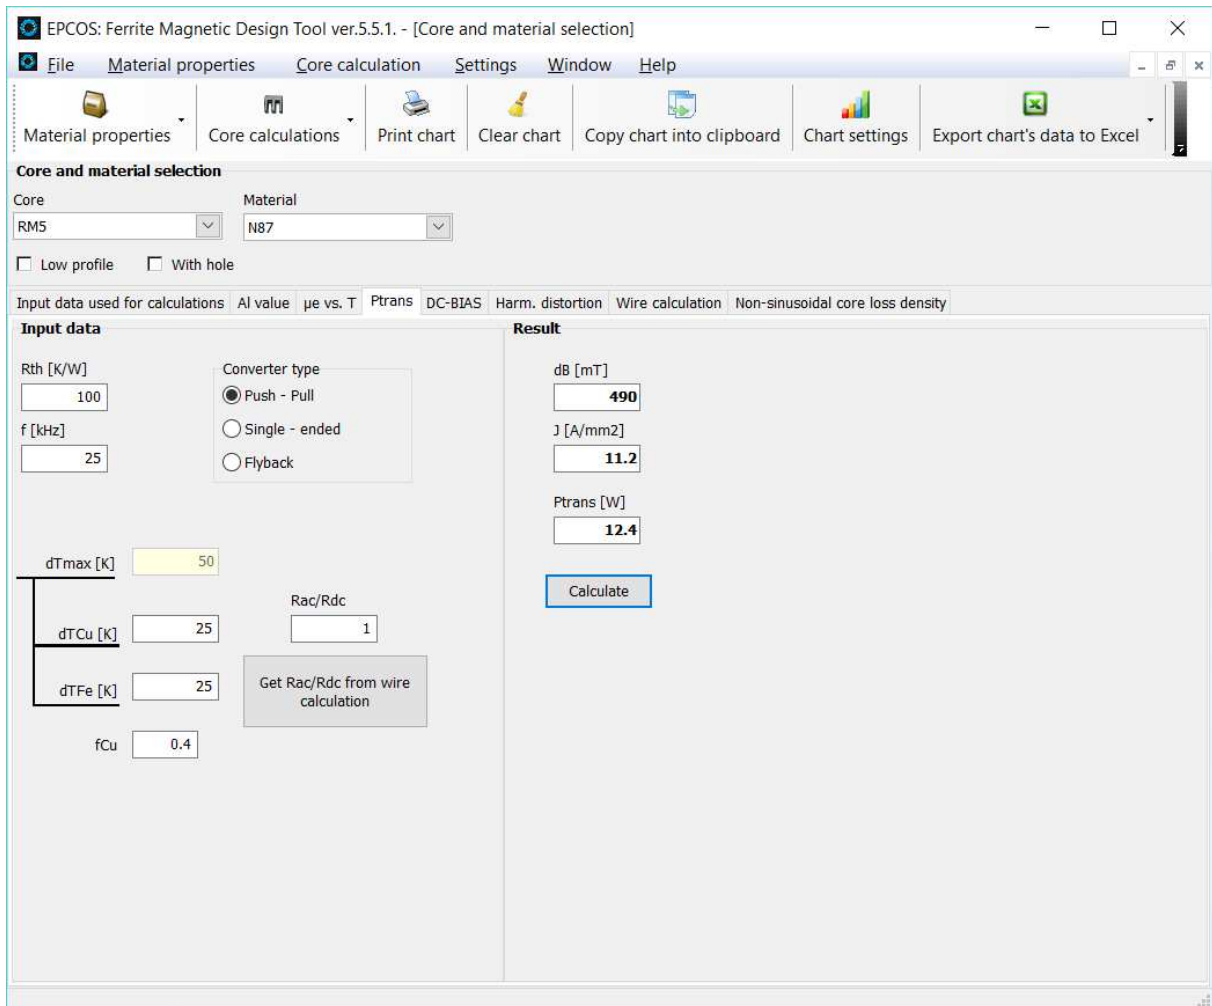 EPCOS: Ferrite Magnetic Design Tool ver.5.5.1. - [Core and material selection]
File Material properties Core calculation Settings Window Help
Material properties Core calculations Print chart Clear chart Copy chart into clipboard Chart settings Export chart's data to Excel
Core and material selection
Core Material
RM5 N87
Low profile With hole
Input data used for calculations Al value µe vs. T Ptrans DC-BIAS Harm. distortion Wire calculation Non-sinusoidal core loss density
Input data Result
Rth [K/W] Converter type dB [mT]
100 Push - Pull 490
f [kHz] Single - ended J [A/mm2]
25 Flyback 11.2
Ptrans [W]
12.4
dTmax [K] 50
Calculate
Rac/Rdc
dTCu [K] 25 1
dTFe [K] 25 Get Rac/Rdc from wire
calculation
fCu 0.4